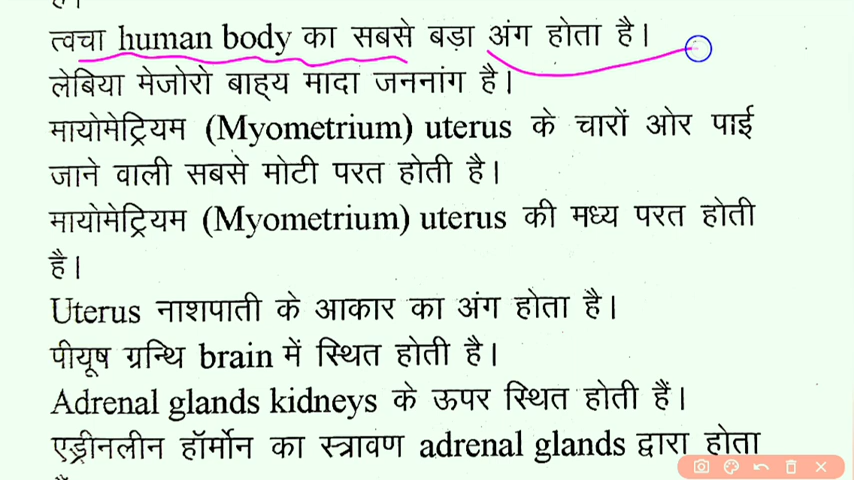 है।
त्वचा human body का सबसे बड़ा अंग होता है।
लेबिया मेजोरो बाह्य मादा जननांग है।
मायोमेट्रियम (Myometrium) uterus के चारों ओर पाई
जाने वाली सबसे मोटी परत होती है।
मायोमेट्रियम (Myometrium) uterus की मध्य परत होती
है।
Uterus नाशपाती के आकार का अंग होता है।
पीयूष ग्रन्थि brain में स्थित होती है।
Adrenal glands kidneys के ऊपर स्थित होती हैं।
एड्रीनलीन हॉर्मोन का स्त्रावण adrenal glands द्वारा होता